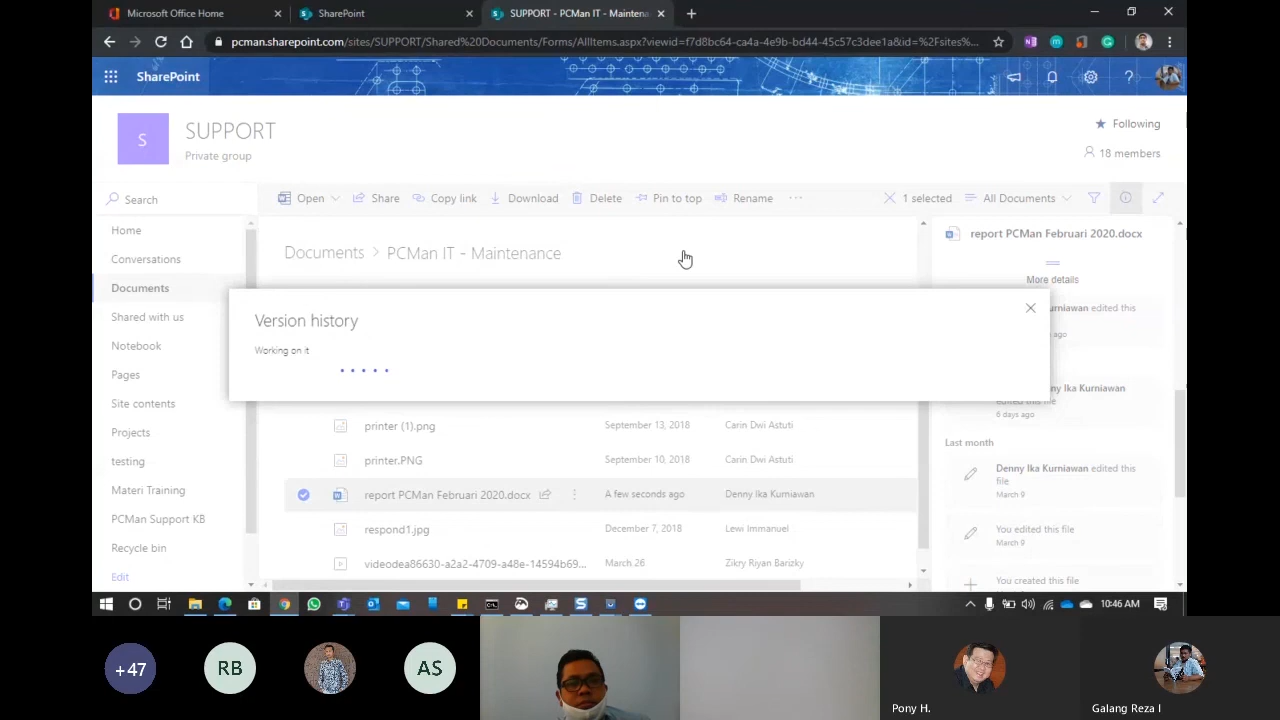 Microsoft Office Home
SharePoint
SUPPORT - PCMan IT - Maintena
pcman.sharepoint.com/sites/SUPPORT/Shared%20Documents/Forms/AllItems.aspx?viewid=f7d8bc64-ca4a-4e9b-bd44-45c57c3dee1a&id=%2Fsites%...
SharePoint
?
S
SUPPORT
Private group
Following
18 members
Search
Open
Share
Copy link
Download
Delete
Pin to top
Rename
...
1 selected
All Documents
Home
Conversations
Documents
Shared with us
Notebook
Pages
Site contents
Projects
testing
Materi Training
PCMan Support KB
Recycle bin
Edit
Documents > PCMan IT - Maintenance
Version history
Working on it
printer (1).png September 13, 2018 Carin Dwi Astuti
printer.PNG September 10, 2018 Carin Dwi Astuti
report PCMan Februari 2020.docx A few seconds ago Denny Ika Kurniawan
respond1.jpg December 7, 2018 Lewi Immanuel
videodea86630-a2a2-4709-a48e-14594b69... March 26 Zikry Riyan Barizky
report PCMan Februari 2020.docx
More details
urniawan edited this
ago
ny Ika Kurniawan
edited this file
6 days ago
Last month
Denny Ika Kurniawan edited this
file
March 9
You edited this file
March 9
You created this file
10:46 AM
+47
RB
AS
Pony H.
Galang Reza I